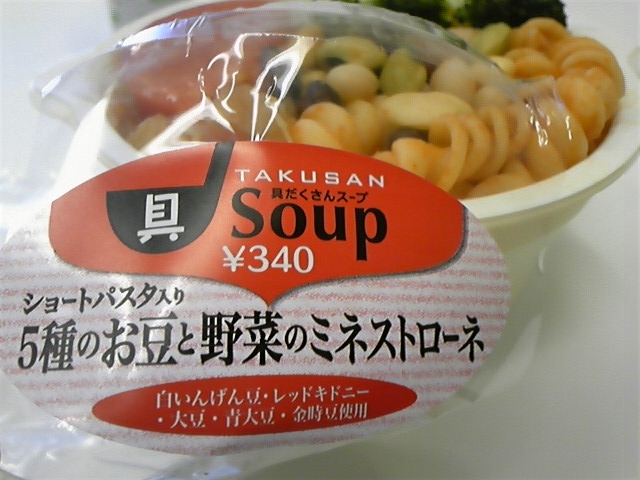 具
TAKUSAN
具だくさんスープ
Soup
¥340
ショートパスタ入り
5種のお豆と野菜のミネストローネ
白いんげん豆・レッドキドニー
・大豆・青大豆・金時豆使用